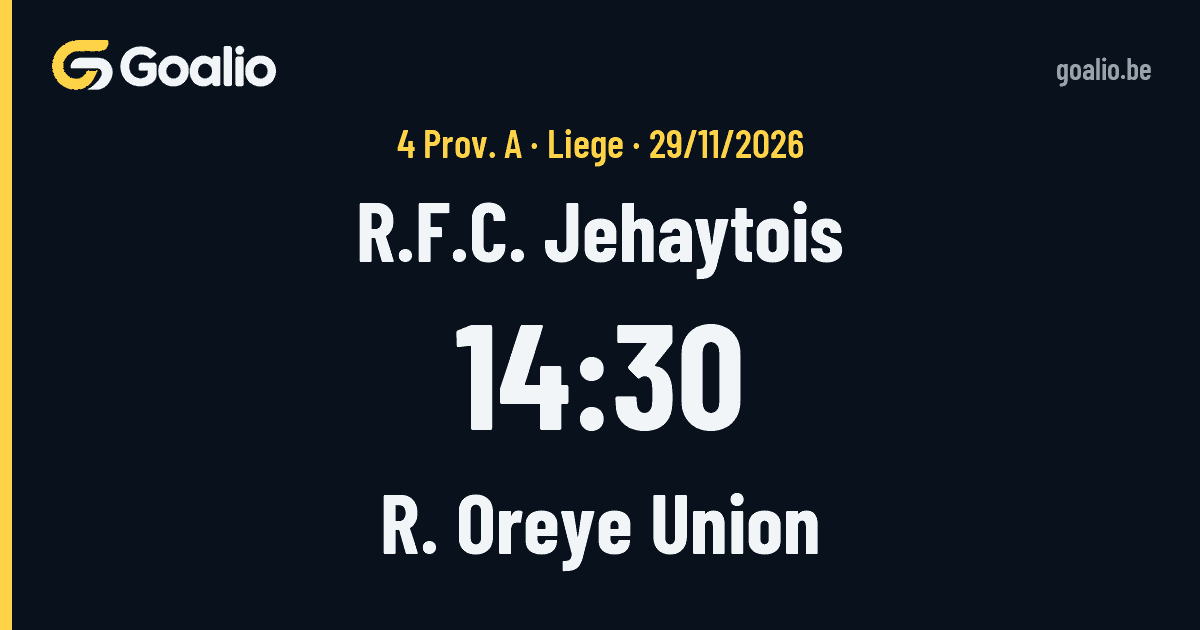 Goalio
goalio.be
4 Prov. A · Liege · 29/11/2026
R.F.C. Jehaytois
14:30
R. Oreye Union